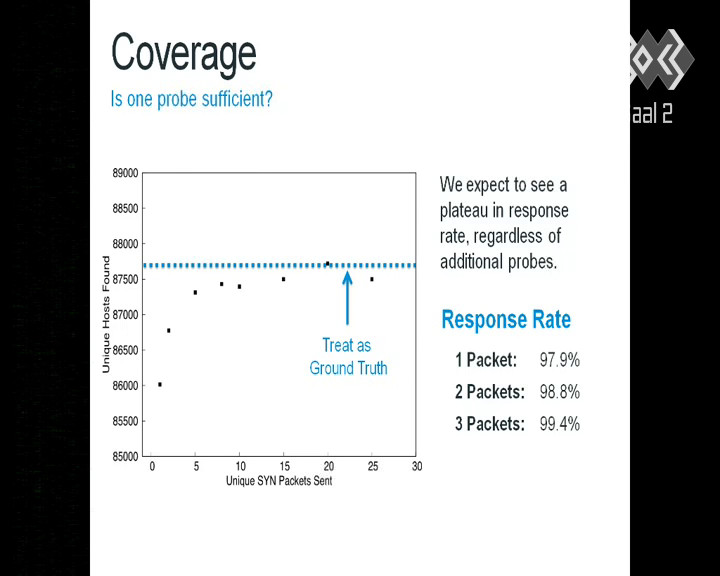 Coverage
Is one probe sufficient?
aal 2
89000
88500
88000
87500
87000
86500
86000
85500
85000
Unique Hosts Found
0 5 10 15 20 25 30
Unique SYN Packets Sent
Treat as
Ground Truth
We expect to see a
plateau in response
rate, regardless of
additional probes.
Response Rate
1 Packet: 97.9%
2 Packets: 98.8%
3 Packets: 99.4%